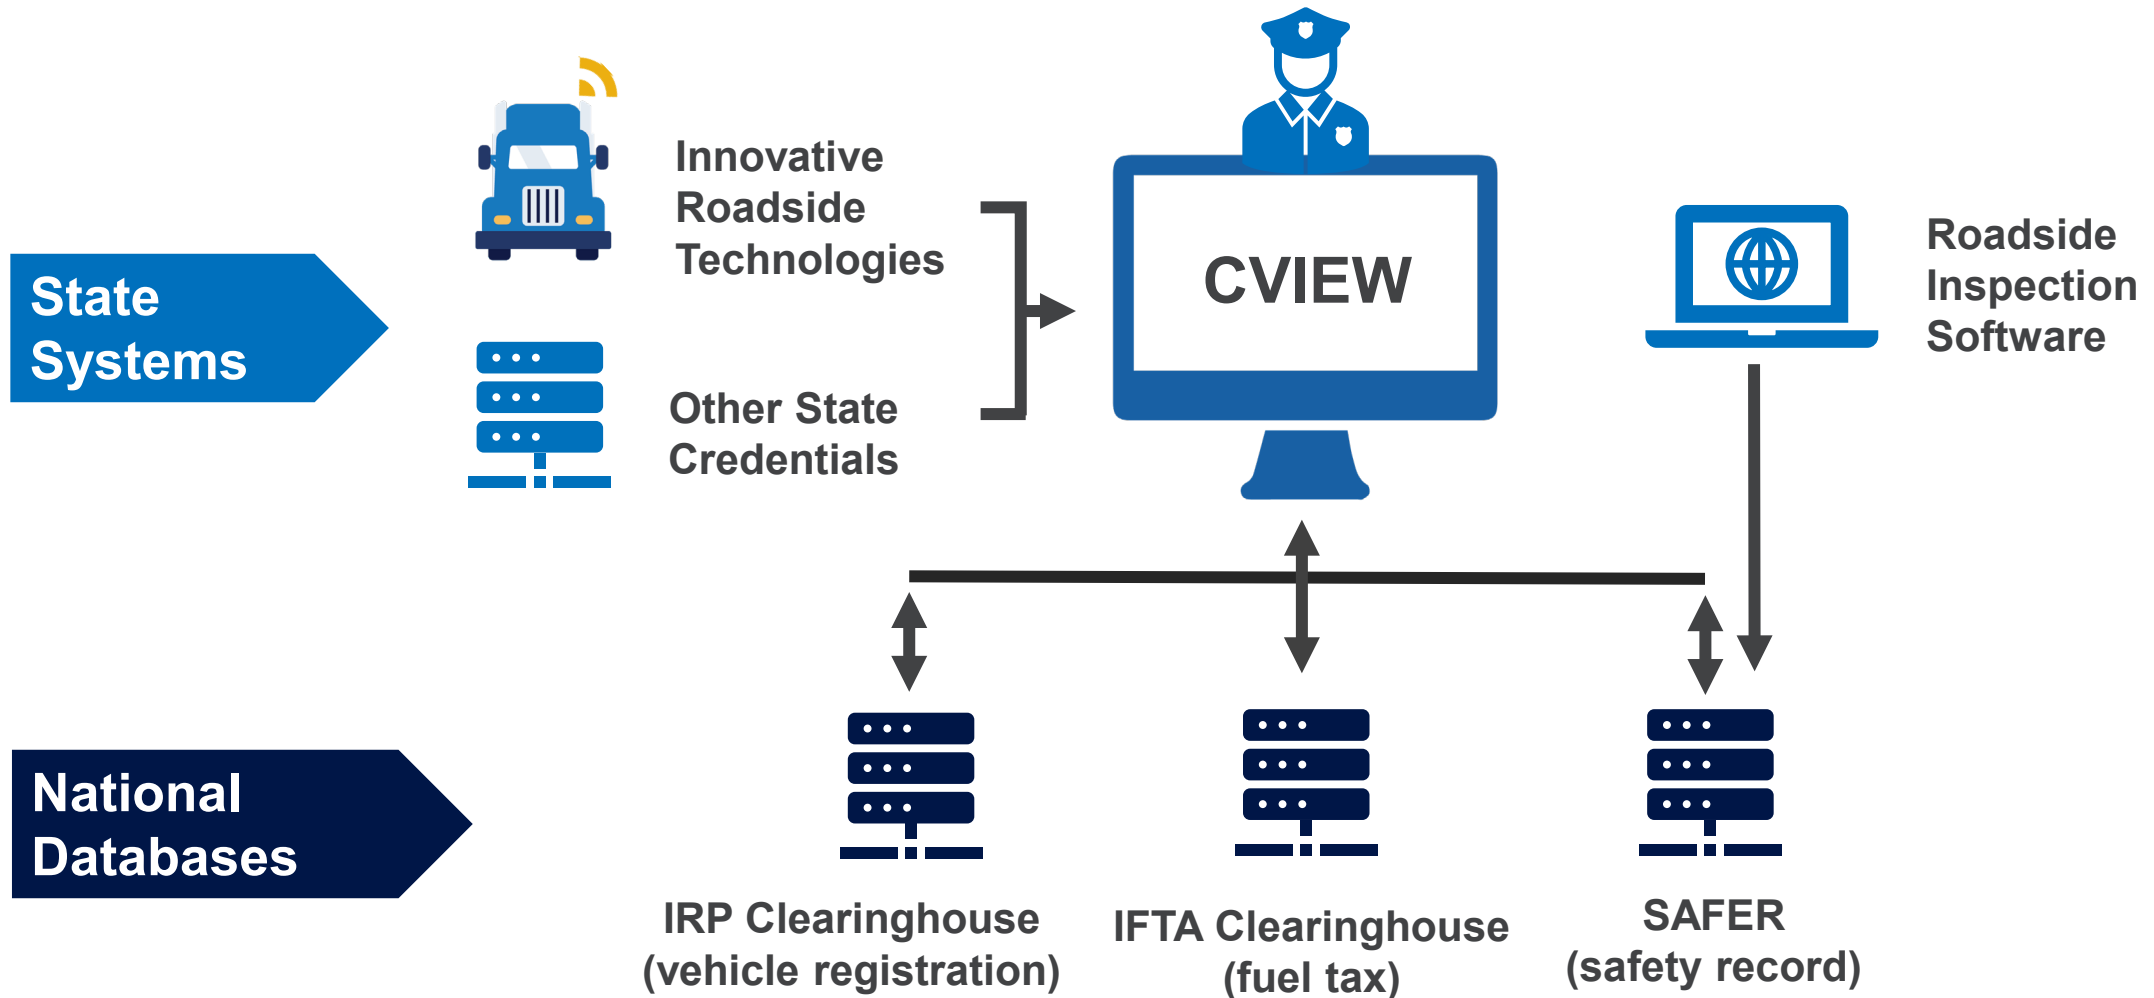 State
Systems
Innovative
Roadside
Technologies
Other State
Credentials
CVIEW
Roadside
Inspection
Software
National
Databases
IRP Clearinghouse
(vehicle registration)
IFTA Clearinghouse
(fuel tax)
SAFER
(safety record)